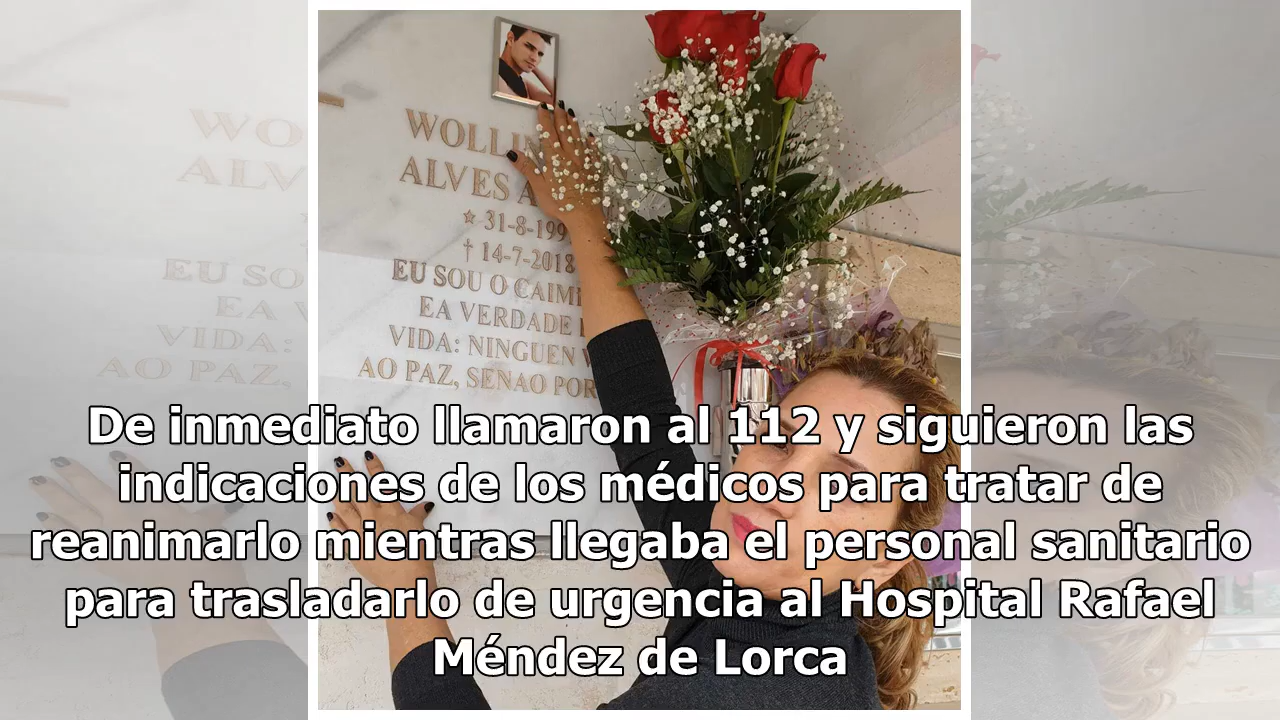 WOLLIN
ALVES A
☆ 31-8-199
† 14-7-2018
EU SOU O CAIMI
EA VERDADE
VIDA: NINGUEN
AO PAZ, SENAO POR
De inmediato llamaron al 112 y siguieron las
indicaciones de los médicos para tratar de
reanimarlo mientras llegaba el personal sanitario
para trasladarlo de urgencia al Hospital Rafael
Méndez de Lorca